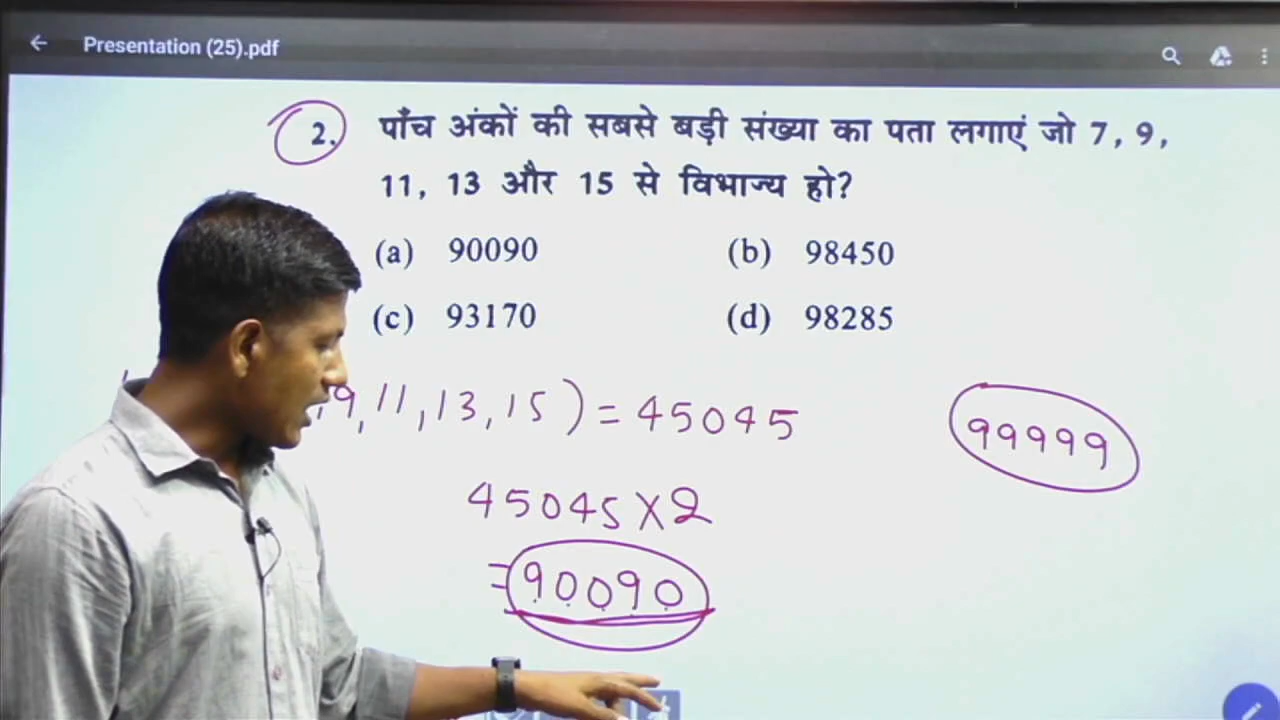 Presentation (25).pdf
2. पाँच अंकों की सबसे बड़ी संख्या का पता लगाएं जो 7, 9,
11, 13 और 15 से विभाज्य हो?
(a) 90090 (b) 98450
(c) 93170 (d) 98285
,9,11,13,15)=45045
99999
45045×2
=90090